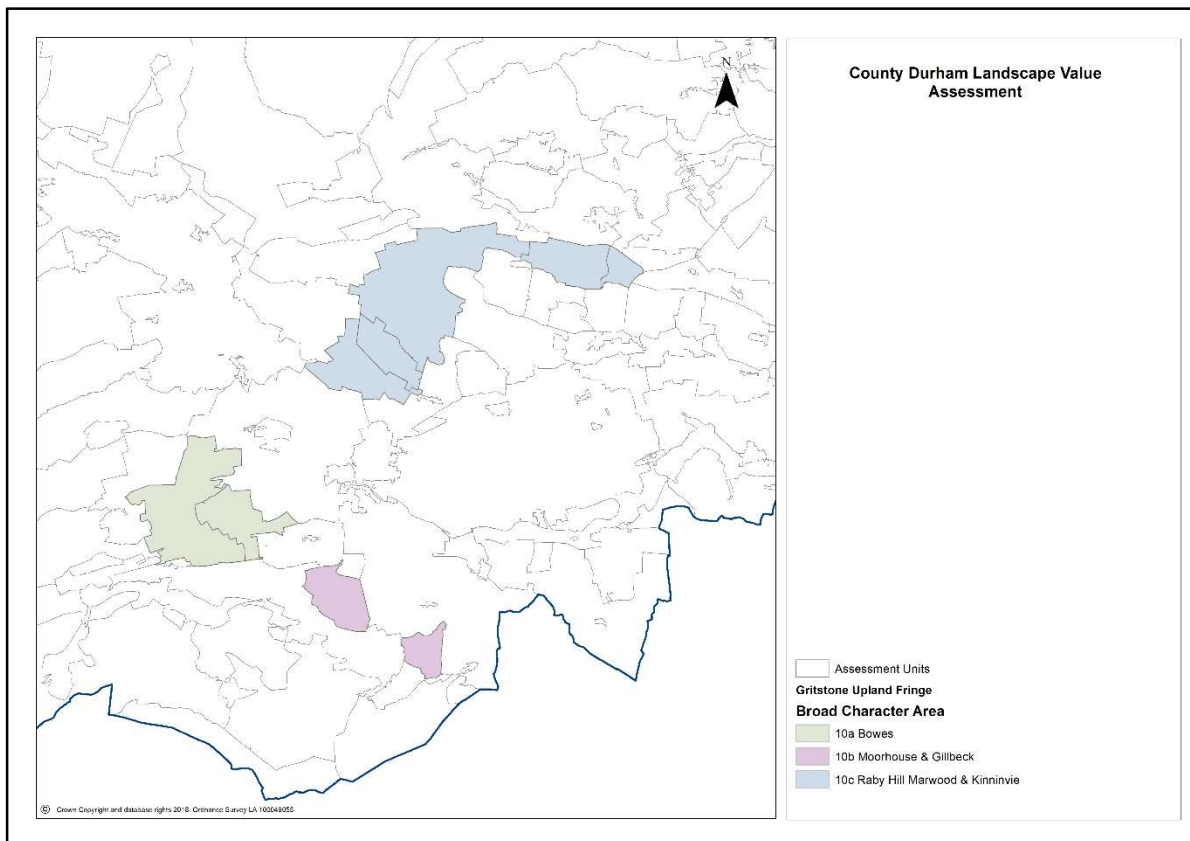 N
County Durham Landscape Value
Assessment
Assessment Units
Gritstone Upland Fringe
Broad Character Area
10a Bowes
10b Moorhouse & Gillbeck
10c Raby Hill Marwood & Kinninvie
© Crown Copyright and database rights 2018. Ordnance Survey LA 100049055